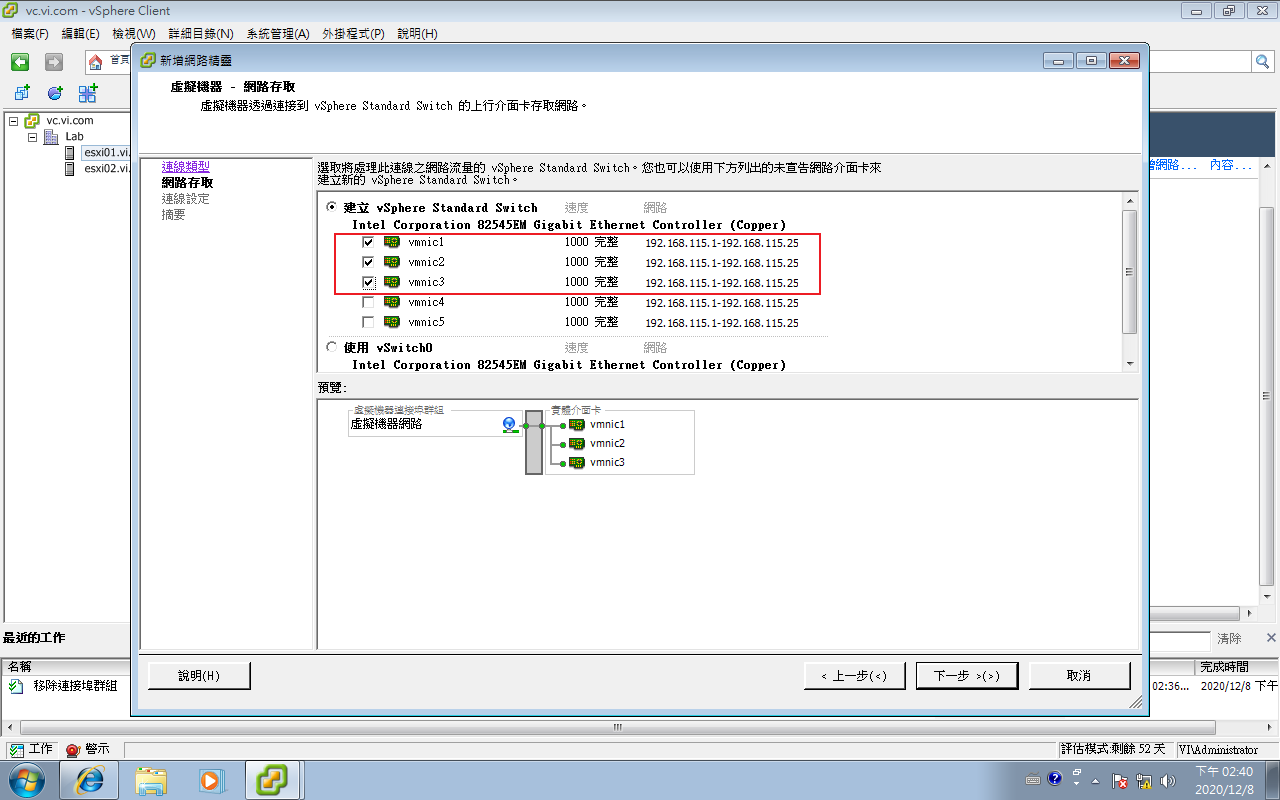 vc.vi.com - vSphere Client
檔案(F) 編輯(E) 檢視(W) 詳細目錄(N) 系統管理(A) 外掛程式(P) 說明(H)
首頁
新增網路精靈
虛擬機器 - 網路存取
虛擬機器透過連接到 vSphere Standard Switch 的上行介面卡存取網路。
vc.vi.com
Lab
esxi01.vi.
esxi02.vi.
連線類型
網路存取
連線設定
摘要
選取將處理此連線之網路流量的 vSphere Standard Switch。您也可以使用下方列出的未宣告網路介面卡來
建立新的 vSphere Standard Switch。
建立 vSphere Standard Switch 速度 網路
Intel Corporation 82545EM Gigabit Ethernet Controller (Copper)
vmnic1 1000 完整 192.168.115.1-192.168.115.25
vmnic2 1000 完整 192.168.115.1-192.168.115.25
vmnic3 1000 完整 192.168.115.1-192.168.115.25
vmnic4 1000 完整 192.168.115.1-192.168.115.25
vmnic5 1000 完整 192.168.115.1-192.168.115.25
使用 vSwitch0 速度 網路
Intel Corporation 82545EM Gigabit Ethernet Controller (Copper)
預覽:
虛擬機器連接埠群組
虛擬機器網路
實體介面卡
vmnic1
vmnic2
vmnic3
網路... 內容...
說明(H) < 上一步(<) 下一步 >(>) 取消
最近的工作
清除
名稱 完成時間
移除連接埠群組 02:36... 2020/12/8 下午
工作 警示 評估模式:剩餘 52 天 VI\Administrator
下午 02:40
2020/12/8